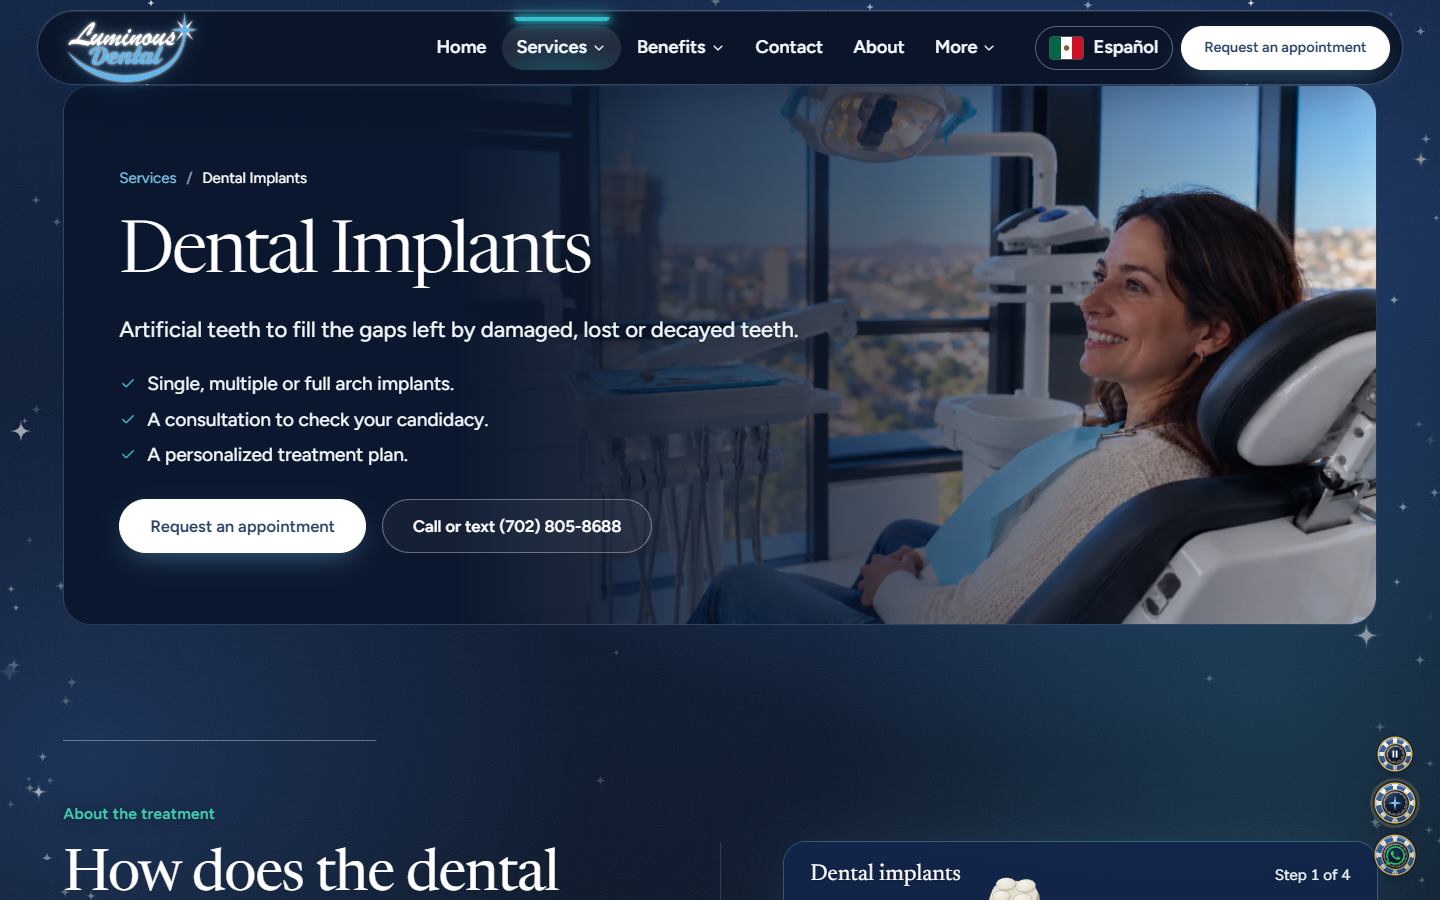 Luminous
Dental
Home
Services
Benefits
Contact
About
More
Español
Request an appointment
Services / Dental Implants
Dental Implants
Artificial teeth to fill the gaps left by damaged, lost or decayed teeth.
Single, multiple or full arch implants.
A consultation to check your candidacy.
A personalized treatment plan.
Request an appointment
Call or text (702) 805-8688
About the treatment
How does the dental
Dental implants
Step 1 of 4